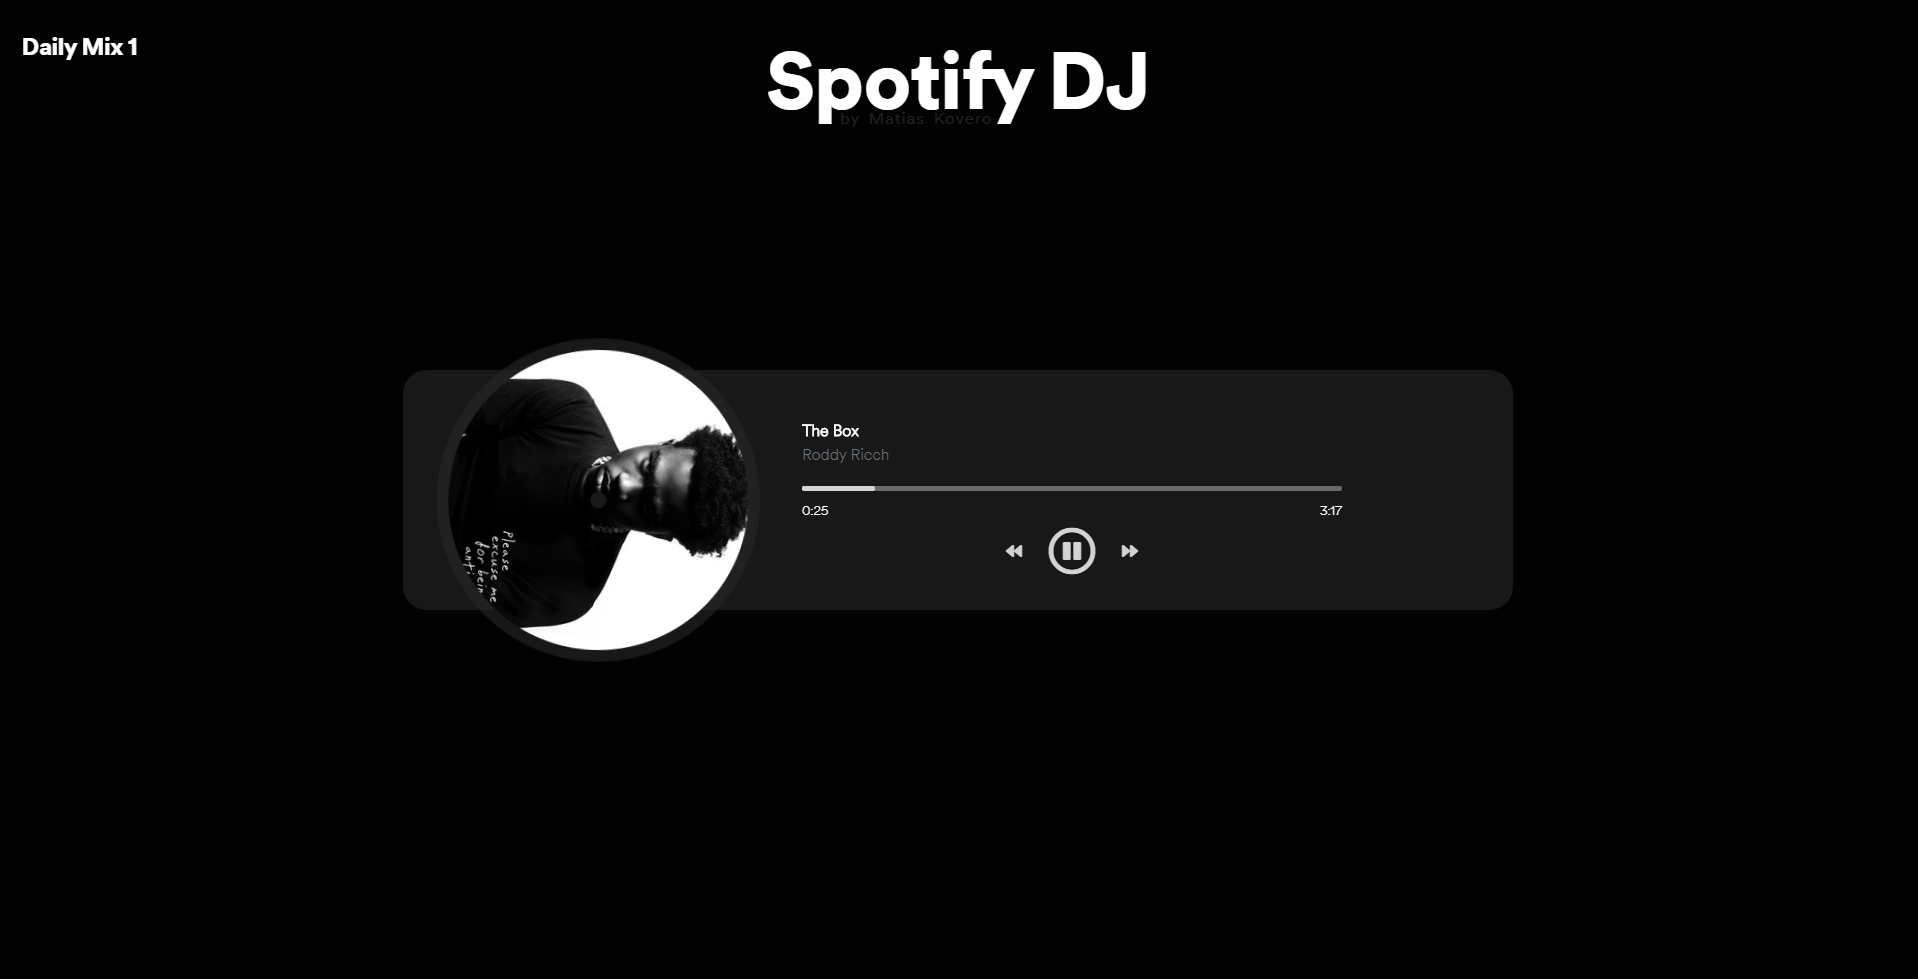 Daily Mix 1
Spotify DJ
by Matias Kovero
The Box
Roddy Ricch
0:25
3:17
Please
excuse me
for bein
anti